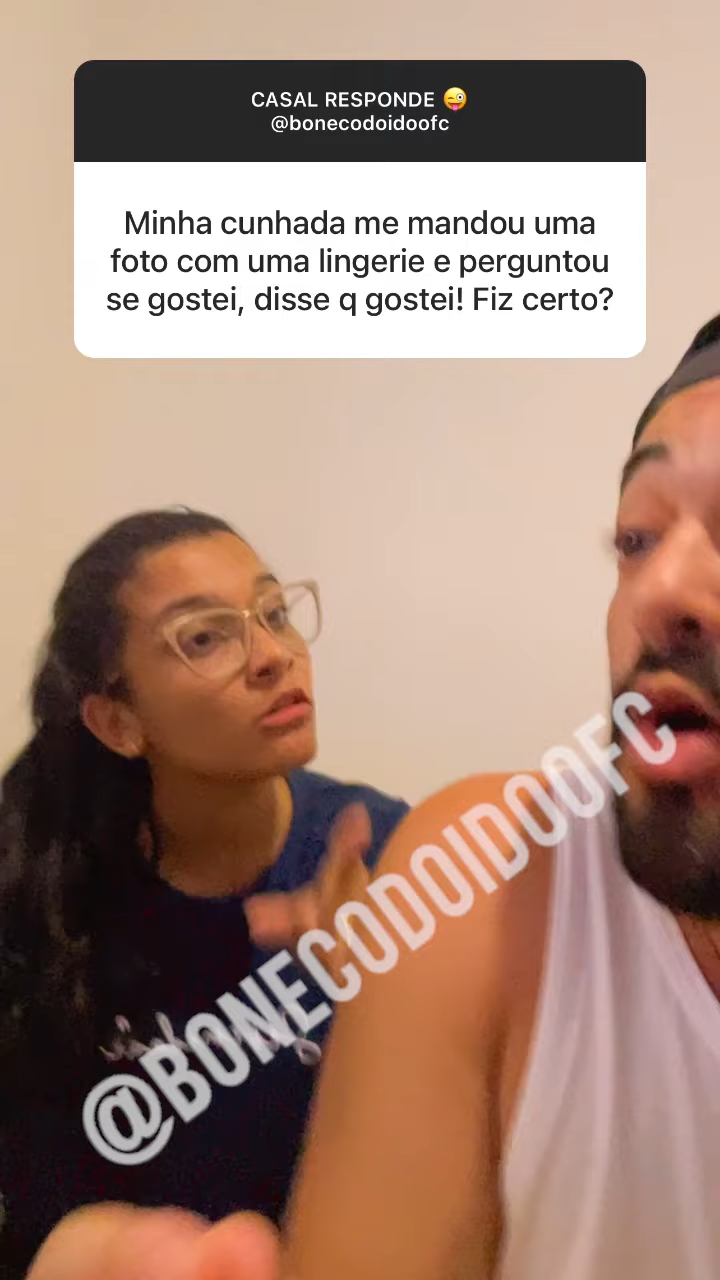 CASAL RESPONDE 😜
@bonecodoidoofc
Minha cunhada me mandou uma
foto com uma lingerie e perguntou
se gostei, disse q gostei! Fiz certo?
@BONECODOIDOOFC